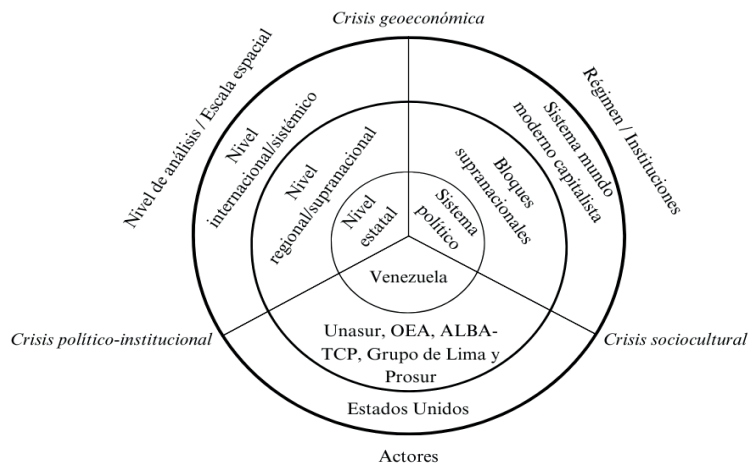 Crisis geoeconómica
Nivel de análisis / Escala espacial
Régimen / Instituciones
Nivel
internacional/sistémico
Sistema mundo
moderno capitalista
Nivel
regional/supranacional
Bloques
supranacionales
Nivel
estatal
Sistema
político
Venezuela
Crisis político-institucional
Unasur, OEA, ALBA-
TCP, Grupo de Lima y
Prosur
Crisis sociocultural
Estados Unidos
Actores